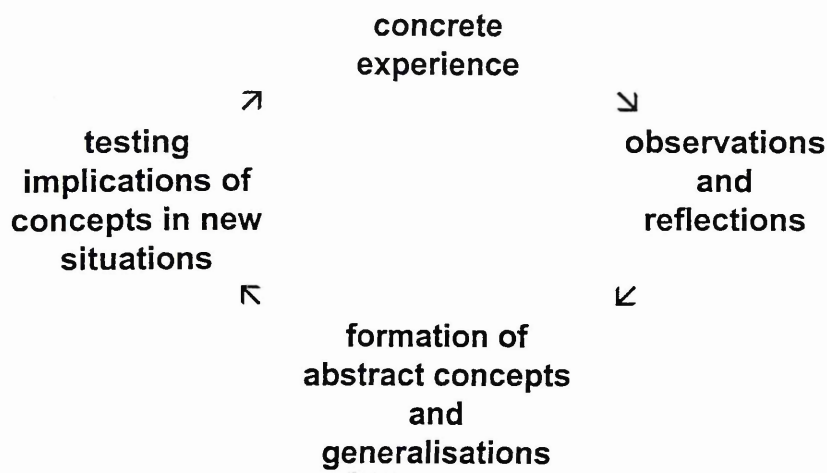 concrete
experience
observations
and
reflections
formation of
abstract concepts
and
generalisations
testing
implications of
concepts in new
situations